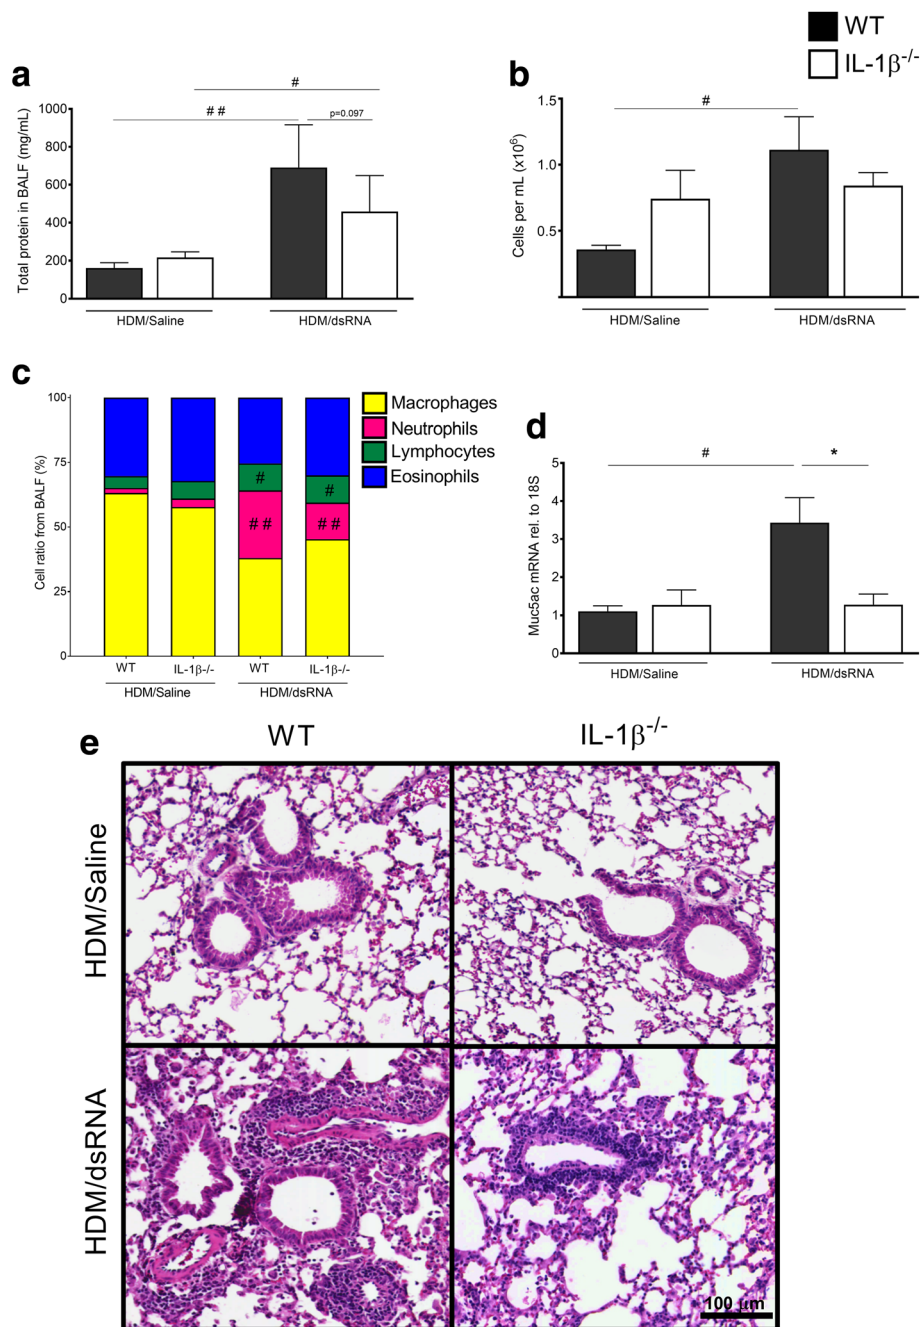 WT
IL-1β-/-
a
#
# #
p=0.097
Total protein in BALF (mg/mL)
1000
800
600
400
200
0
HDM/Saline
HDM/dsRNA
b
#
Cells per mL (x10⁶)
1.5
1.0
0.5
HDM/Saline
HDM/dsRNA
c
Cell ratio from BALF (%)
100
75
50
25
0
#
#
# #
# #
WT
IL-1β-/-
WT
IL-1β-/-
HDM/Saline
HDM/dsRNA
Macrophages
Neutrophils
Lymphocytes
Eosinophils
d
#
*
Muc5ac mRNA rel. to 18S
5
4
3
2
1
0
HDM/Saline
HDM/dsRNA
e
WT
IL-1β-/-
HDM/Saline
HDM/dsRNA
100 µm